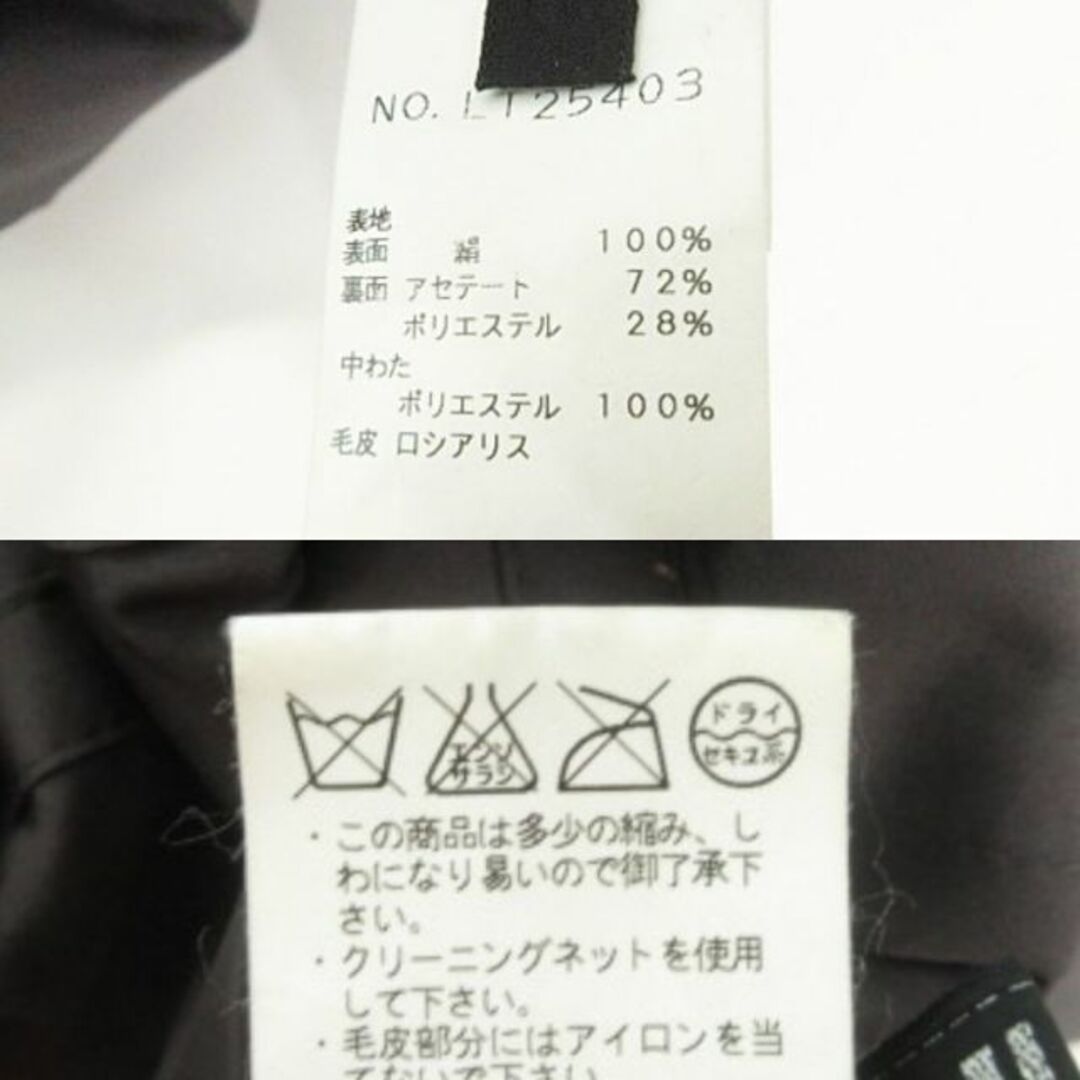 NO. LT25403
表地
表面 絹 100%
裏面 アセテート 72%
ポリエステル 28%
中わた
ポリエステル 100%
毛皮 ロシアリス
エンソ
サラシ
ドライ
セキユ系
・この商品は多少の縮み、し
わになり易いので御了承下
さい。
・クリーニングネットを使用
して下さい。
・毛皮部分にはアイロンを当
てないで下さい